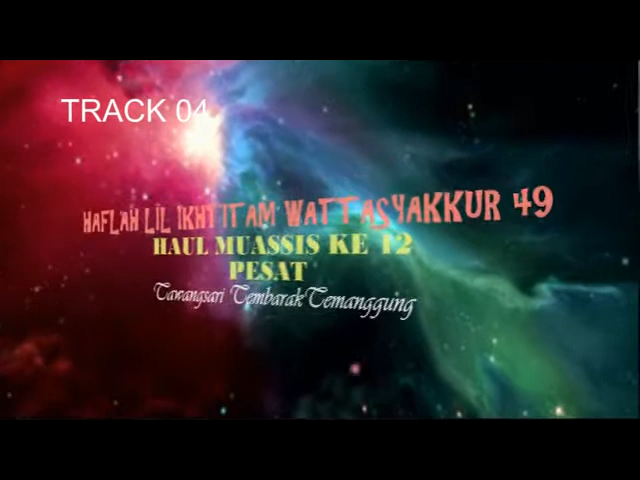 TRACK 04
HAFLAH LIL IKHTITAM WATTASYAKKUR 49
HAUL MUASSIS KE 12
PESAT
Tawangsari Tembarak Temanggung